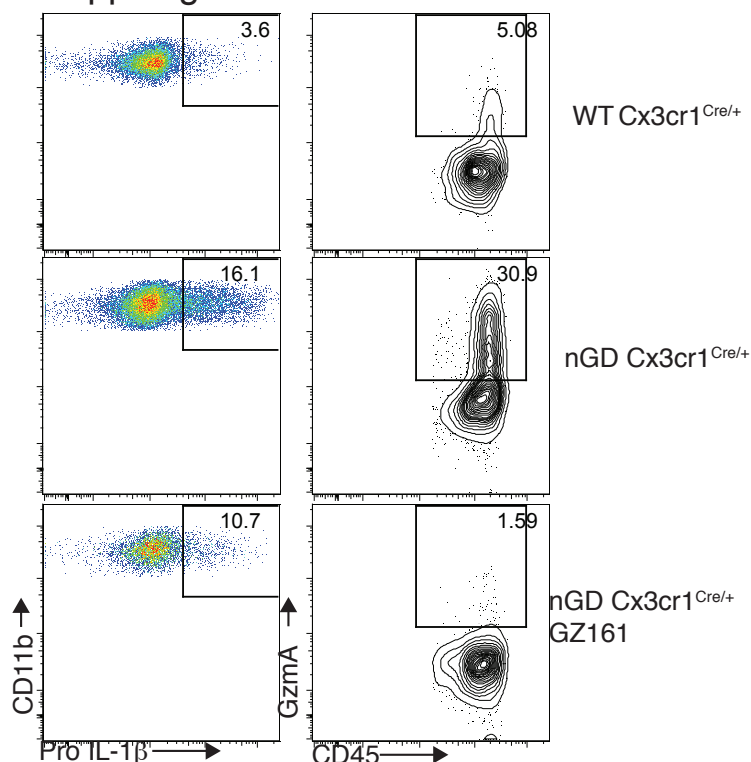 3.6
5.08
WT Cx3cr1Cre/+
16.1
30.9
nGD Cx3cr1Cre/+
10.7
1.59
nGD Cx3cr1Cre/+
GZ161
CD11b
GzmA
Pro IL-1β
CD45